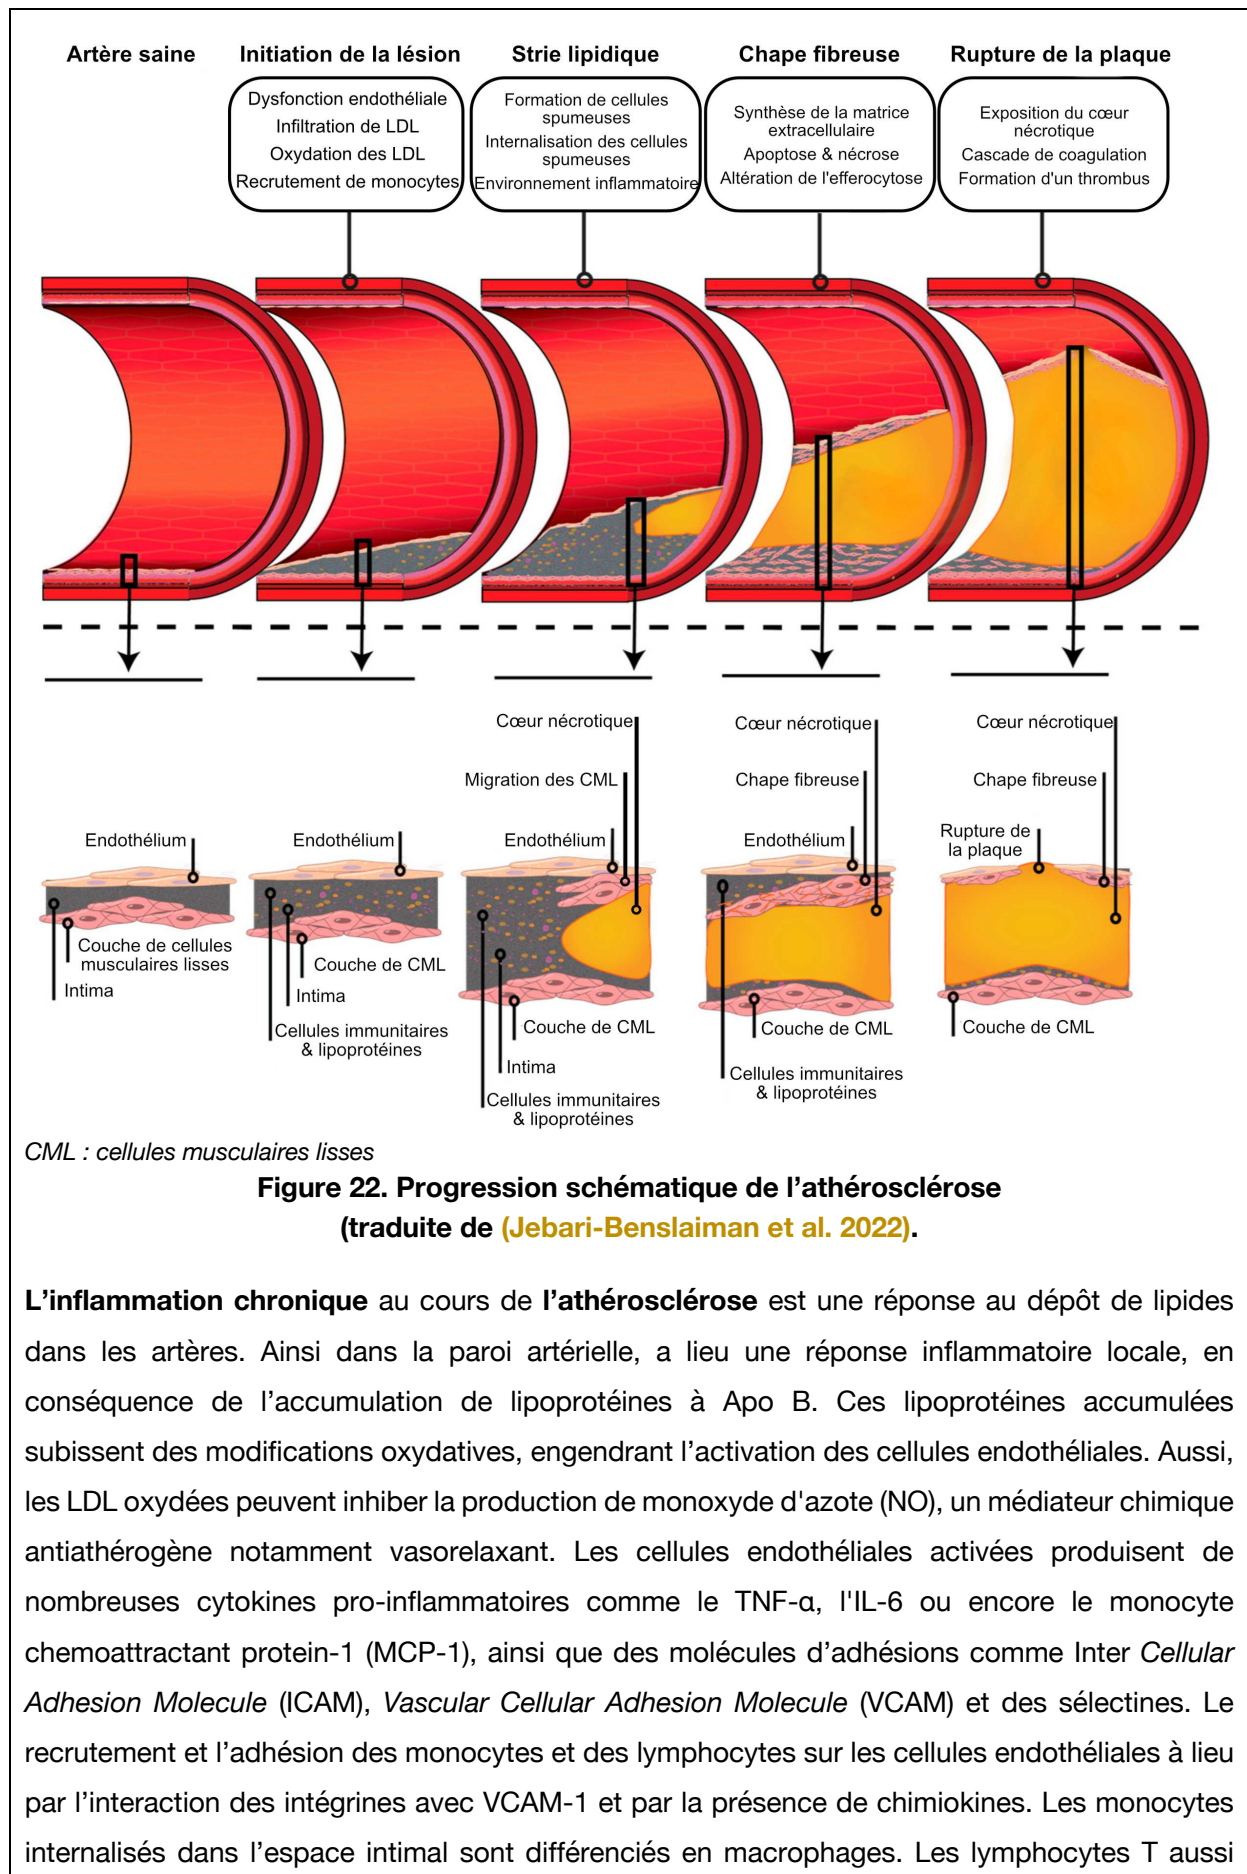 Artère saine
Initiation de la lésion
Strie lipidique
Chape fibreuse
Rupture de la plaque
Dysfonction endothéliale
Infiltration de LDL
Oxydation des LDL
Recrutement de monocytes
Formation de cellules
spumeuses
Internalisation des cellules
spumeuses
Environnement inflammatoire
Synthèse de la matrice
extracellulaire
Apoptose & nécrose
Altération de l'efferocytose
Exposition du cœur
nécrotique
Cascade de coagulation
Formation d'un thrombus
Endothélium
Couche de cellules
musculaires lisses
Intima
Endothélium
Couche de CML
Intima
Cellules immunitaires
& lipoprotéines
Cœur nécrotique
Migration des CML
Endothélium
Couche de CML
Intima
Cellules immunitaires
& lipoprotéines
Cœur nécrotique
Chape fibreuse
Endothélium
Couche de CML
Cellules immunitaires
& lipoprotéines
Cœur nécrotique
Chape fibreuse
Rupture de
la plaque
Couche de CML
CML : cellules musculaires lisses
Figure 22. Progression schématique de l'athérosclérose
(traduite de (Jebari-Benslaiman et al. 2022).
L'inflammation chronique au cours de l'athérosclérose est une réponse au dépôt de lipides
dans les artères. Ainsi dans la paroi artérielle, a lieu une réponse inflammatoire locale, en
conséquence de l'accumulation de lipoprotéines à Apo B. Ces lipoprotéines accumulées
subissent des modifications oxydatives, engendrant l'activation des cellules endothéliales. Aussi,
les LDL oxydées peuvent inhiber la production de monoxyde d'azote (NO), un médiateur chimique
antiathérogène notamment vasorelaxant. Les cellules endothéliales activées produisent de
nombreuses cytokines pro-inflammatoires comme le TNF-α, l'IL-6 ou encore le monocyte
chemoattractant protein-1 (MCP-1), ainsi que des molécules d'adhésions comme Inter Cellular
Adhesion Molecule (ICAM), Vascular Cellular Adhesion Molecule (VCAM) et des sélectines. Le
recrutement et l'adhésion des monocytes et des lymphocytes sur les cellules endothéliales à lieu
par l'interaction des intégrines avec VCAM-1 et par la présence de chimiokines. Les monocytes
internalisés dans l'espace intimal sont différenciés en macrophages. Les lymphocytes T aussi